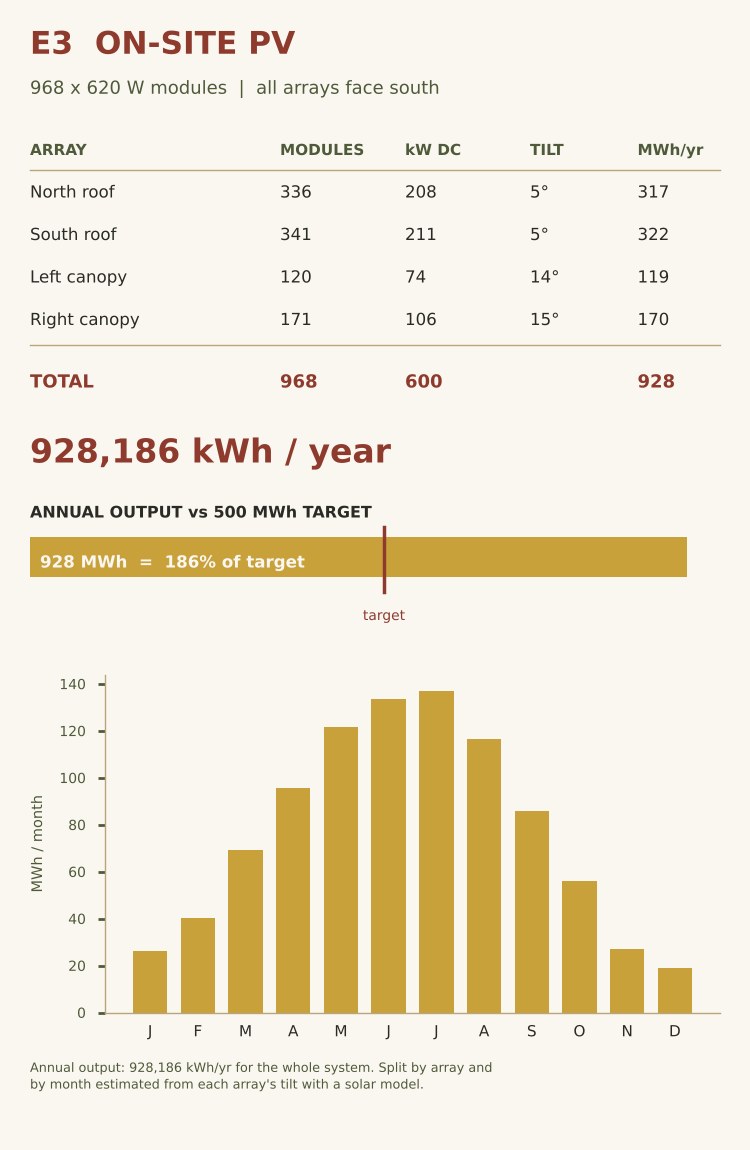 E3 ON-SITE PV
968 x 620 W modules | all arrays face south
ARRAY MODULES kW DC TILT MWh/yr
North roof 336 208 5° 317
South roof 341 211 5° 322
Left canopy 120 74 14° 119
Right canopy 171 106 15° 170
TOTAL 968 600 928
928,186 kWh / year
ANNUAL OUTPUT vs 500 MWh TARGET
928 MWh = 186% of target
target
MWh / month
140
120
100
80
60
40
20
0
J F M A M J J A S O N D
Annual output: 928,186 kWh/yr for the whole system. Split by array and
by month estimated from each array's tilt with a solar model.